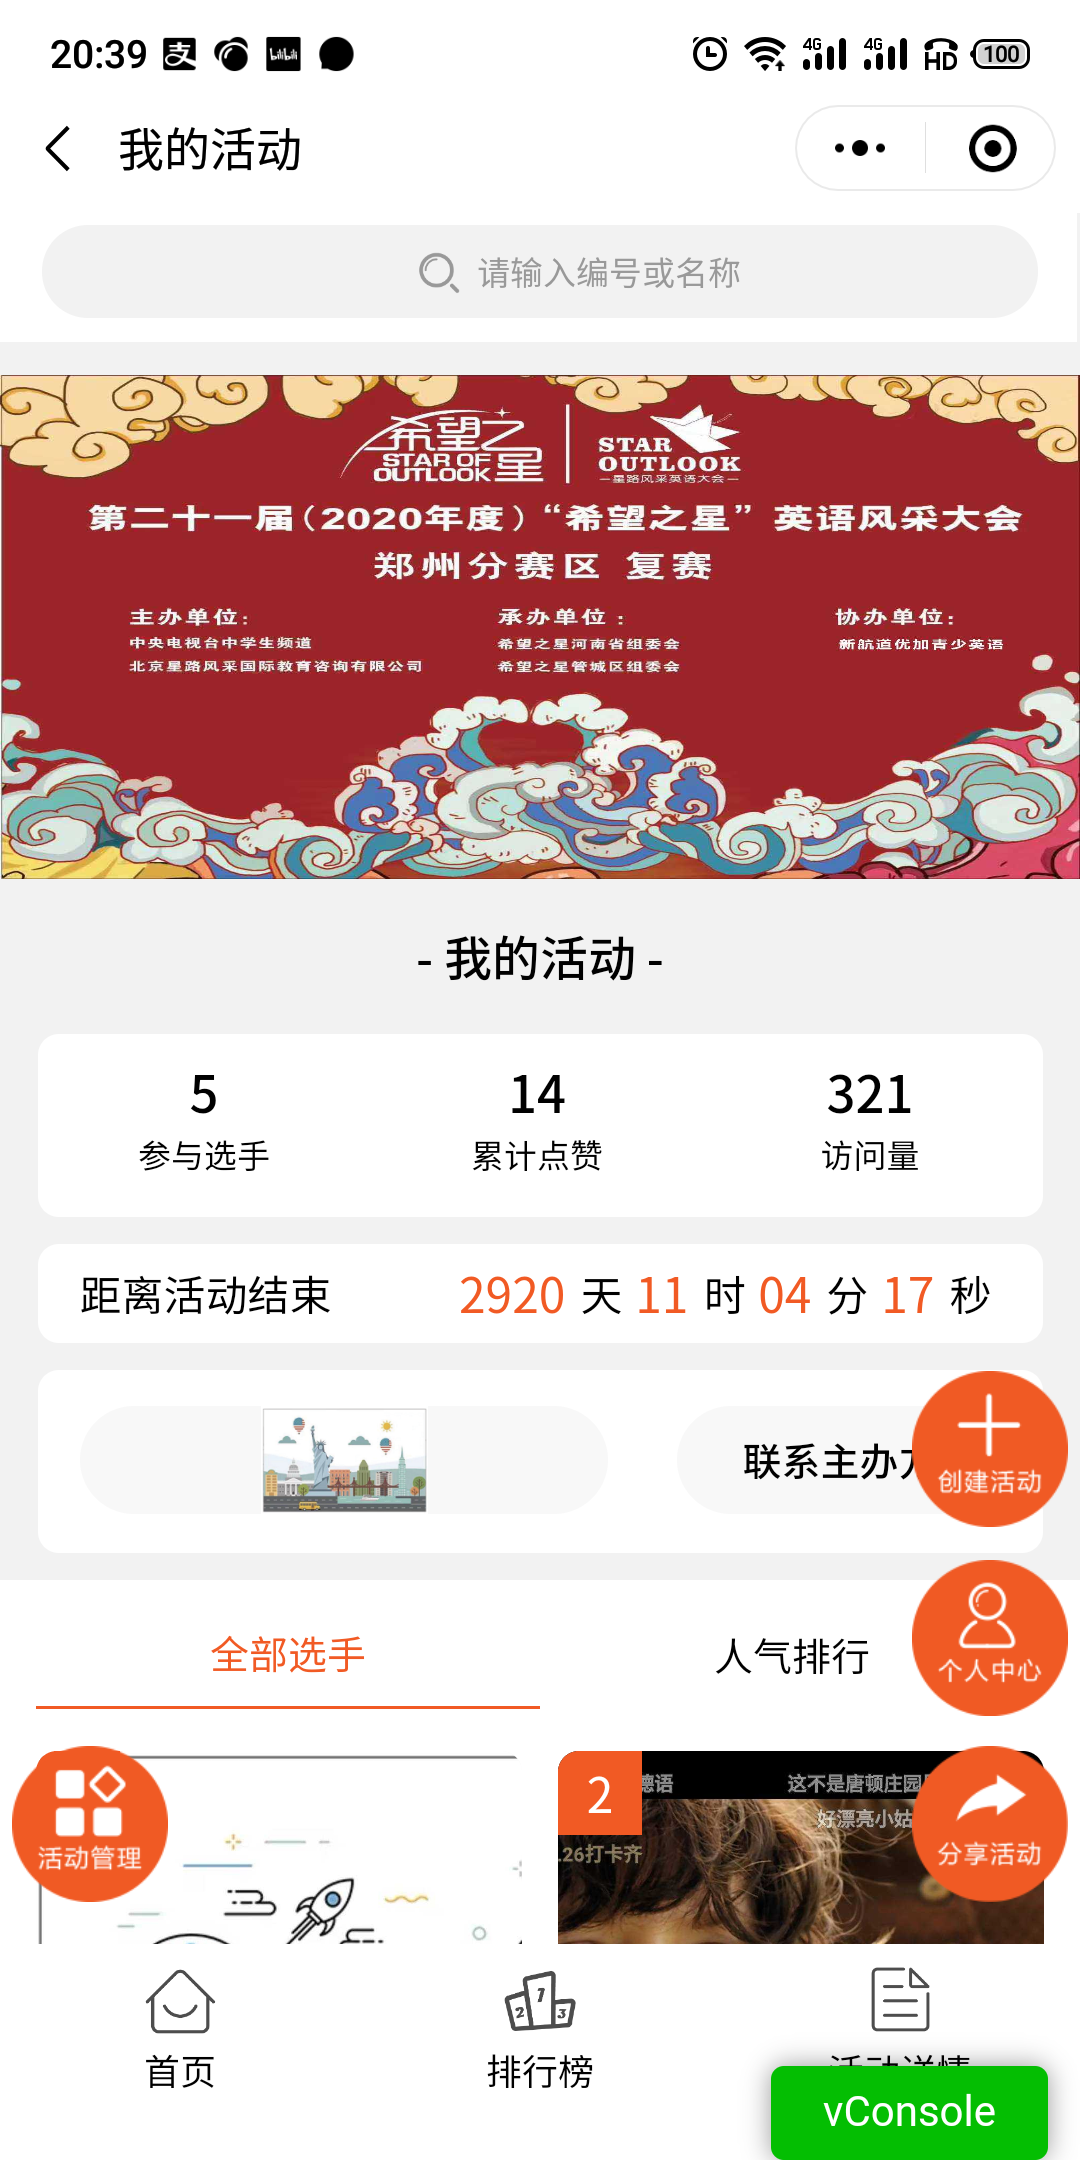 20:39 支 bilibili 4G 4G HD 100
我的活动
请输入编号或名称
希望之星
STAR OF
OUTLOOK
STAR
OUTLOOK
—星路风采英语大会—
第二十一届(2020年度)“希望之星”英语风采大会
郑州分赛区 复赛
主办单位:
中央电视台中学生频道
北京星路风采国际教育咨询有限公司
承办单位:
希望之星河南省组委会
希望之星管城区组委会
协办单位:
新航道优加青少英语
- 我的活动 -
5 14 321
参与选手 累计点赞 访问量
距离活动结束 2920 天 11 时 04 分 17 秒
联系主办方
创建活动
全部选手 人气排行
个人中心
活动管理
2
德语 这不是唐顿庄园
好漂亮小姑
.26打卡齐
分享活动
1 2 3
首页 排行榜 活动详情
vConsole